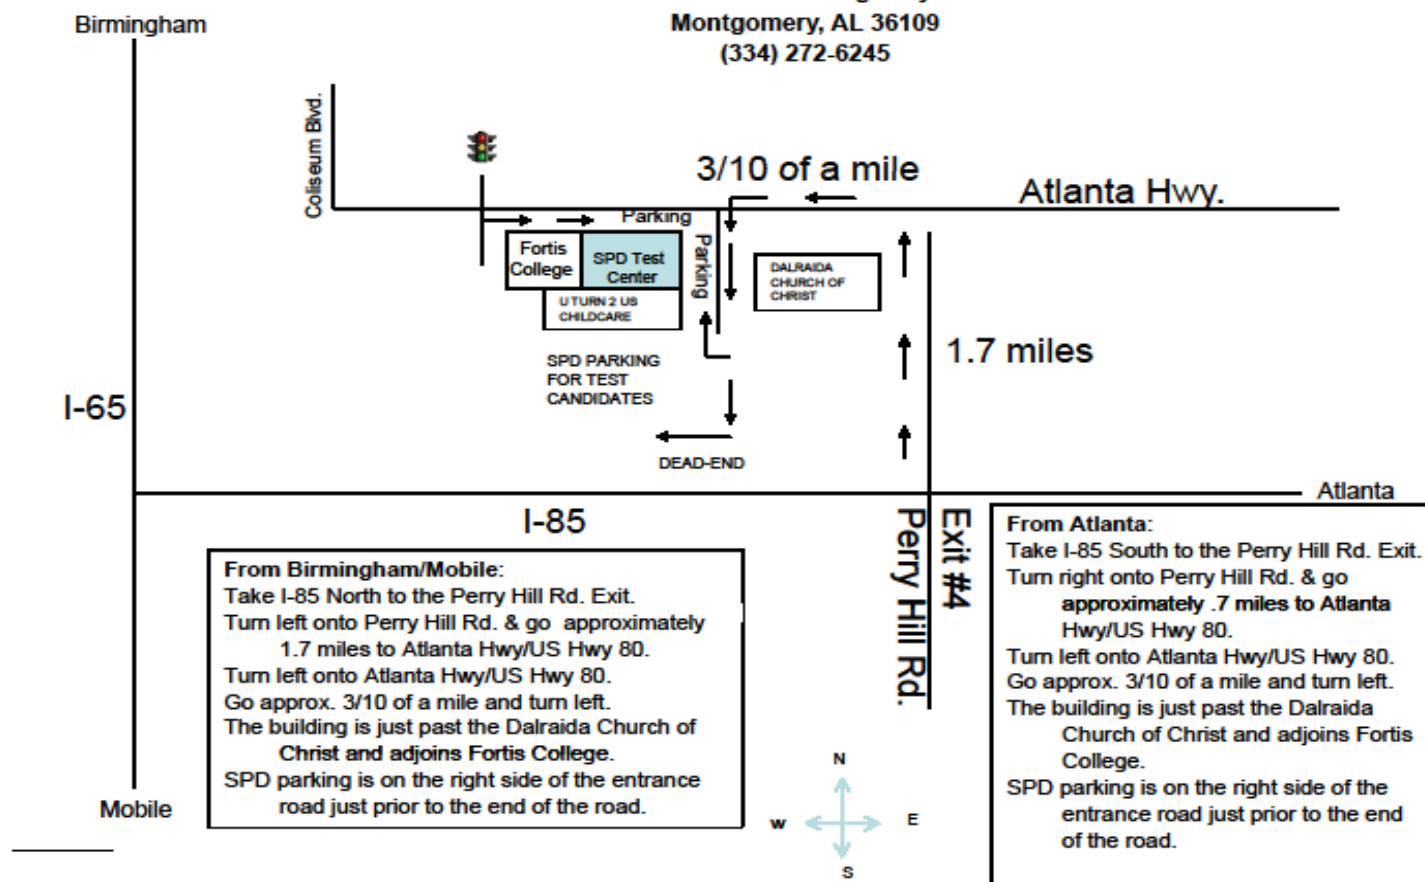 Montgomery, AL 36109
(334) 272-6245
Birmingham
Coliseum Blvd.
3/10 of a mile
Atlanta Hwy.
Parking
Parking
Fortis
College
SPD Test
Center
U TURN 2 US
CHILDCARE
DALRAIDA
CHURCH OF
CHRIST
SPD PARKING
FOR TEST
CANDIDATES
1.7 miles
I-65
DEAD-END
Atlanta
I-85
Perry Hill Rd.
Exit #4
From Birmingham/Mobile:
Take I-85 North to the Perry Hill Rd. Exit.
Turn left onto Perry Hill Rd. & go approximately
1.7 miles to Atlanta Hwy/US Hwy 80.
Turn left onto Atlanta Hwy/US Hwy 80.
Go approx. 3/10 of a mile and turn left.
The building is just past the Dalraida Church of
Christ and adjoins Fortis College.
SPD parking is on the right side of the entrance
road just prior to the end of the road.
From Atlanta:
Take I-85 South to the Perry Hill Rd. Exit.
Turn right onto Perry Hill Rd. & go
approximately .7 miles to Atlanta
Hwy/US Hwy 80.
Turn left onto Atlanta Hwy/US Hwy 80.
Go approx. 3/10 of a mile and turn left.
The building is just past the Dalraida
Church of Christ and adjoins Fortis
College.
SPD parking is on the right side of the
entrance road just prior to the end
of the road.
Mobile
N
W
E
S